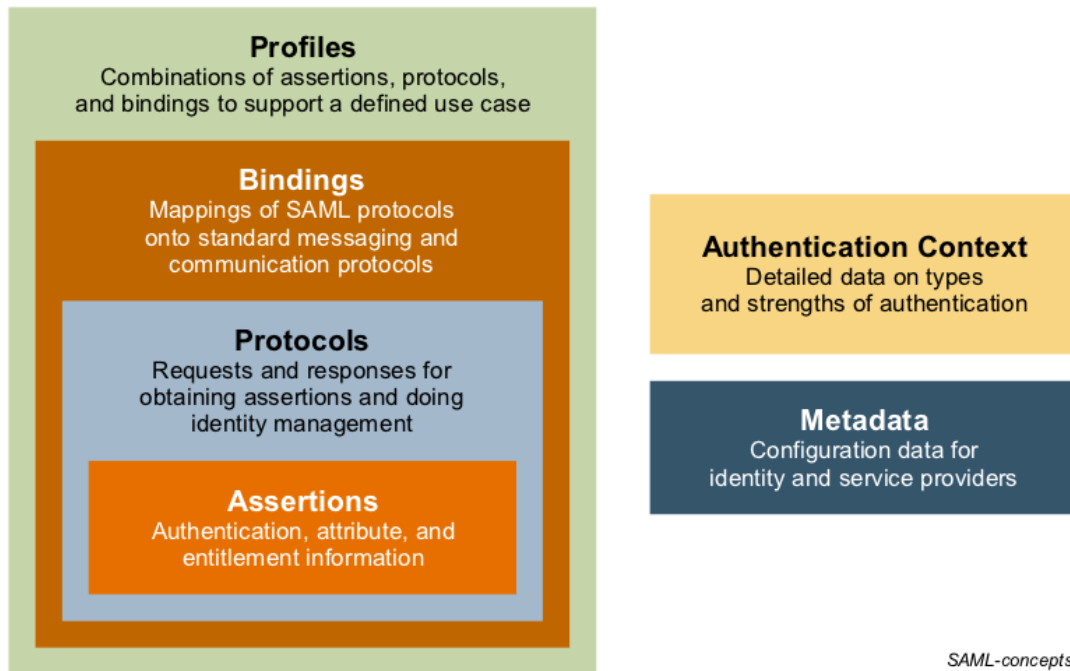 Profiles
Combinations of assertions, protocols,
and bindings to support a defined use case
Bindings
Mappings of SAML protocols
onto standard messaging and
communication protocols
Protocols
Requests and responses for
obtaining assertions and doing
identity management
Assertions
Authentication, attribute, and
entitlement information
Authentication Context
Detailed data on types
and strengths of authentication
Metadata
Configuration data for
identity and service providers
SAML-concepts